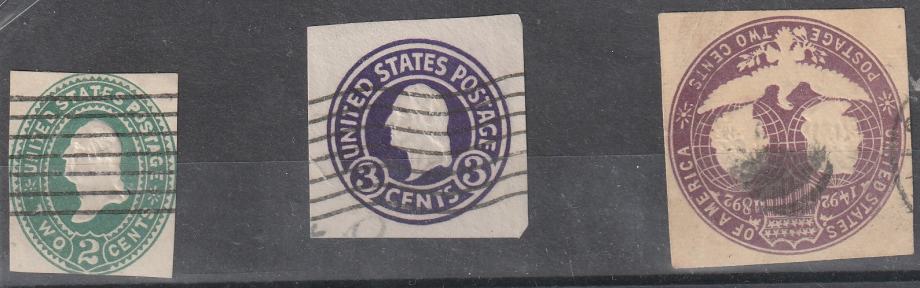 UNITED STATES POSTAGE
TWO 2 CENTS
UNITED STATES POSTAGE
3 CENTS 3
POSTAGE TWO CENTS
UNITED STATES OF AMERICA
1492 1892